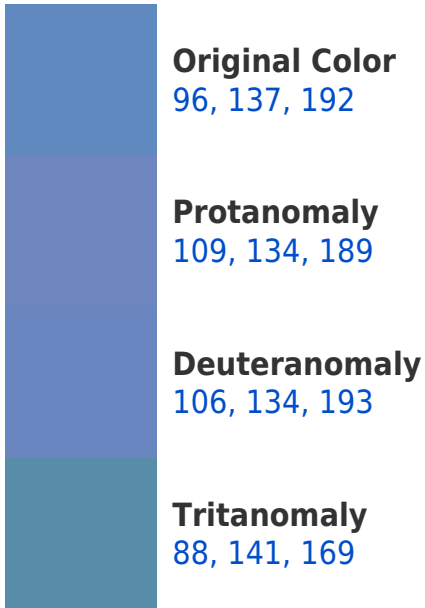 Original Color
96, 137, 192
Protanomaly
109, 134, 189
Deuteranomaly
106, 134, 193
Tritanomaly
88, 141, 169